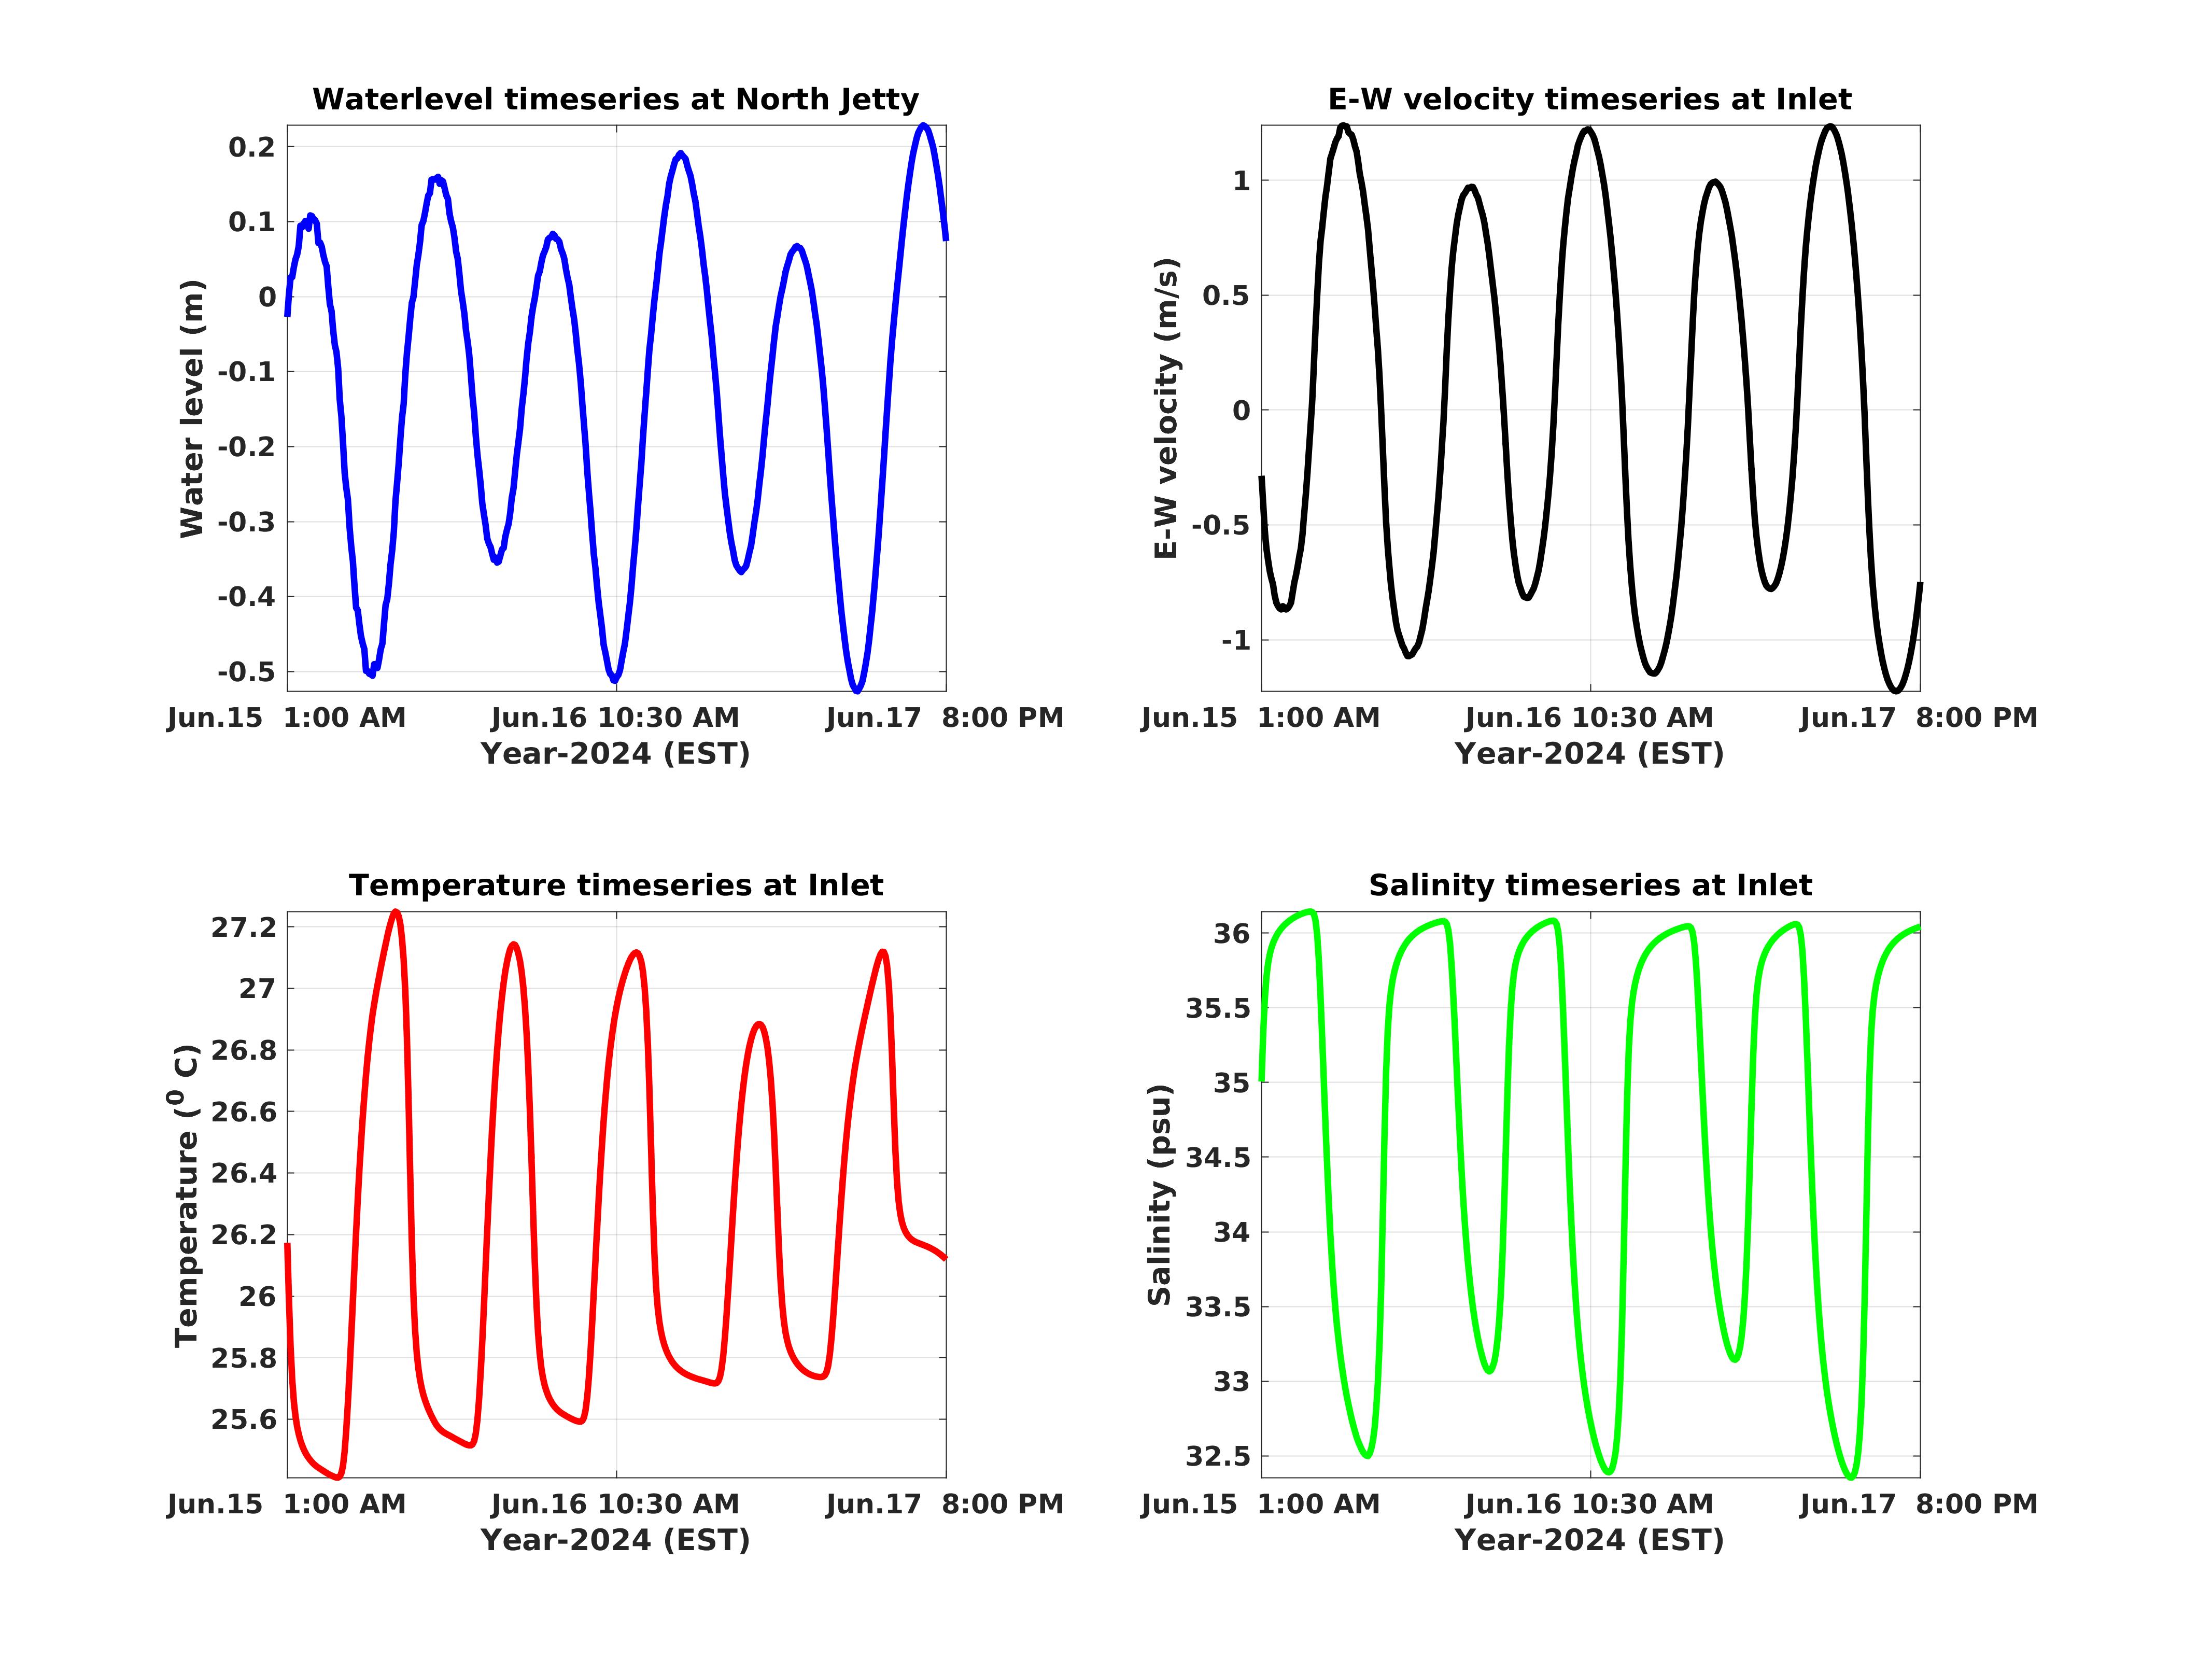 Waterlevel timeseries at North Jetty
0.2
0.1
0
-0.1
-0.2
-0.3
-0.4
-0.5
Water level (m)
Jun.15 1:00 AM
Jun.16 10:30 AM
Jun.17 8:00 PM
Year-2024 (EST)
E-W velocity timeseries at Inlet
1
0.5
0
-0.5
-1
E-W velocity (m/s)
Jun.15 1:00 AM
Jun.16 10:30 AM
Jun.17 8:00 PM
Year-2024 (EST)
Temperature timeseries at Inlet
27.2
27
26.8
26.6
26.4
26.2
26
25.8
25.6
Temperature (⁰ C)
Jun.15 1:00 AM
Jun.16 10:30 AM
Jun.17 8:00 PM
Year-2024 (EST)
Salinity timeseries at Inlet
36
35.5
35
34.5
34
33.5
33
32.5
Salinity (psu)
Jun.15 1:00 AM
Jun.16 10:30 AM
Jun.17 8:00 PM
Year-2024 (EST)